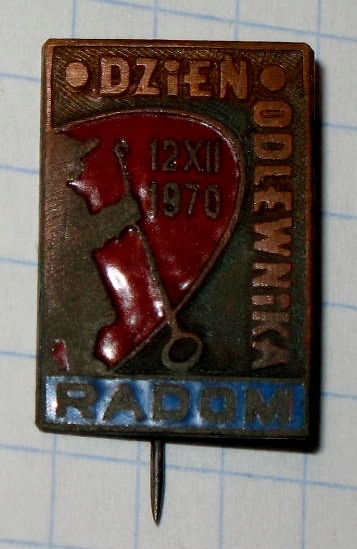 DZiEŃ
ODLEWNiKA
12 XII
1970
RADOM